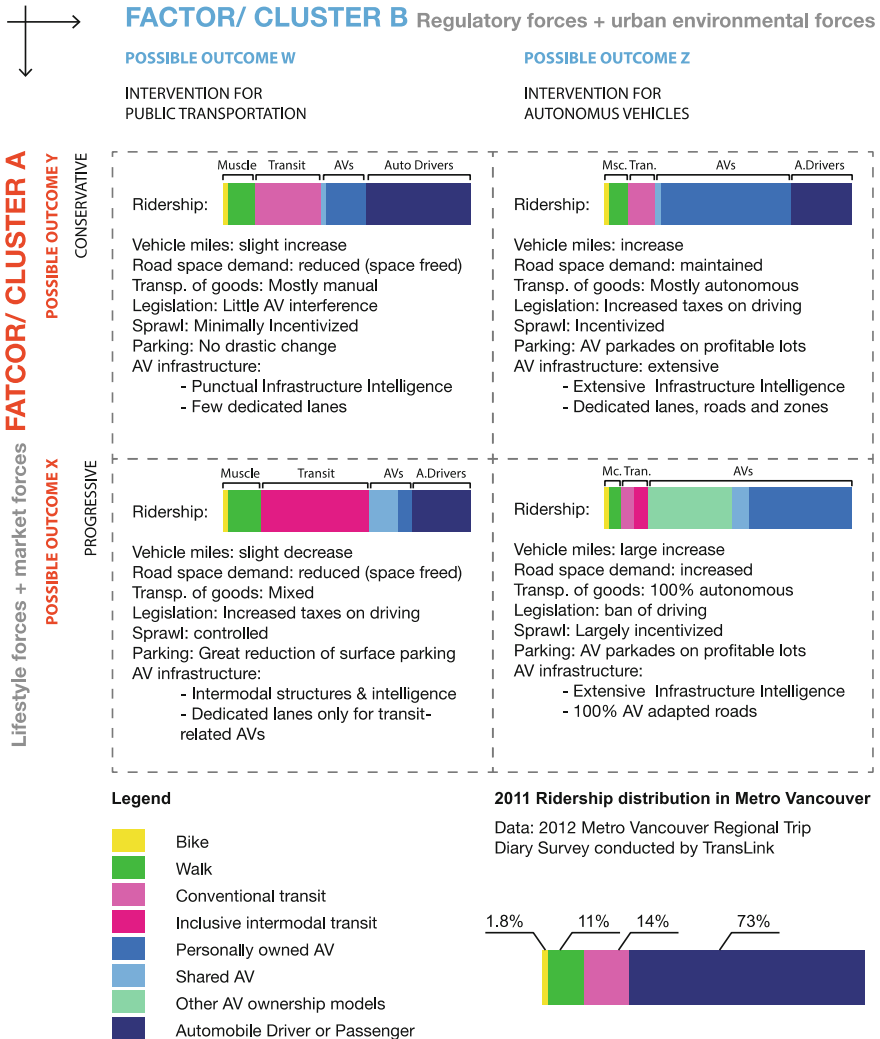 FACTOR/ CLUSTER B Regulatory forces + urban environmental forces
POSSIBLE OUTCOME W
INTERVENTION FOR
PUBLIC TRANSPORTATION
POSSIBLE OUTCOME Z
INTERVENTION FOR
AUTONOMUS VEHICLES
Lifestyle forces + market forces FATCOR/ CLUSTER A
POSSIBLE OUTCOME Y
CONSERVATIVE
Muscle Transit AVs Auto Drivers
Ridership:
Vehicle miles: slight increase
Road space demand: reduced (space freed)
Transp. of goods: Mostly manual
Legislation: Little AV interference
Sprawl: Minimally Incentivized
Parking: No drastic change
AV infrastructure:
- Punctual Infrastructure Intelligence
- Few dedicated lanes
Msc. Tran. AVs A.Drivers
Ridership:
Vehicle miles: increase
Road space demand: maintained
Transp. of goods: Mostly autonomous
Legislation: Increased taxes on driving
Sprawl: Incentivized
Parking: AV parkades on profitable lots
AV infrastructure: extensive
- Extensive Infrastructure Intelligence
- Dedicated lanes, roads and zones
POSSIBLE OUTCOME X
PROGRESSIVE
Muscle Transit AVs A.Drivers
Ridership:
Vehicle miles: slight decrease
Road space demand: reduced (space freed)
Transp. of goods: Mixed
Legislation: Increased taxes on driving
Sprawl: controlled
Parking: Great reduction of surface parking
AV infrastructure:
- Intermodal structures & intelligence
- Dedicated lanes only for transit-
related AVs
Mc. Tran. AVs
Ridership:
Vehicle miles: large increase
Road space demand: increased
Transp. of goods: 100% autonomous
Legislation: ban of driving
Sprawl: Largely incentivized
Parking: AV parkades on profitable lots
AV infrastructure:
- Extensive Infrastructure Intelligence
- 100% AV adapted roads
Legend
Bike
Walk
Conventional transit
Inclusive intermodal transit
Personally owned AV
Shared AV
Other AV ownership models
Automobile Driver or Passenger
2011 Ridership distribution in Metro Vancouver
Data: 2012 Metro Vancouver Regional Trip
Diary Survey conducted by TransLink
1.8% 11% 14% 73%